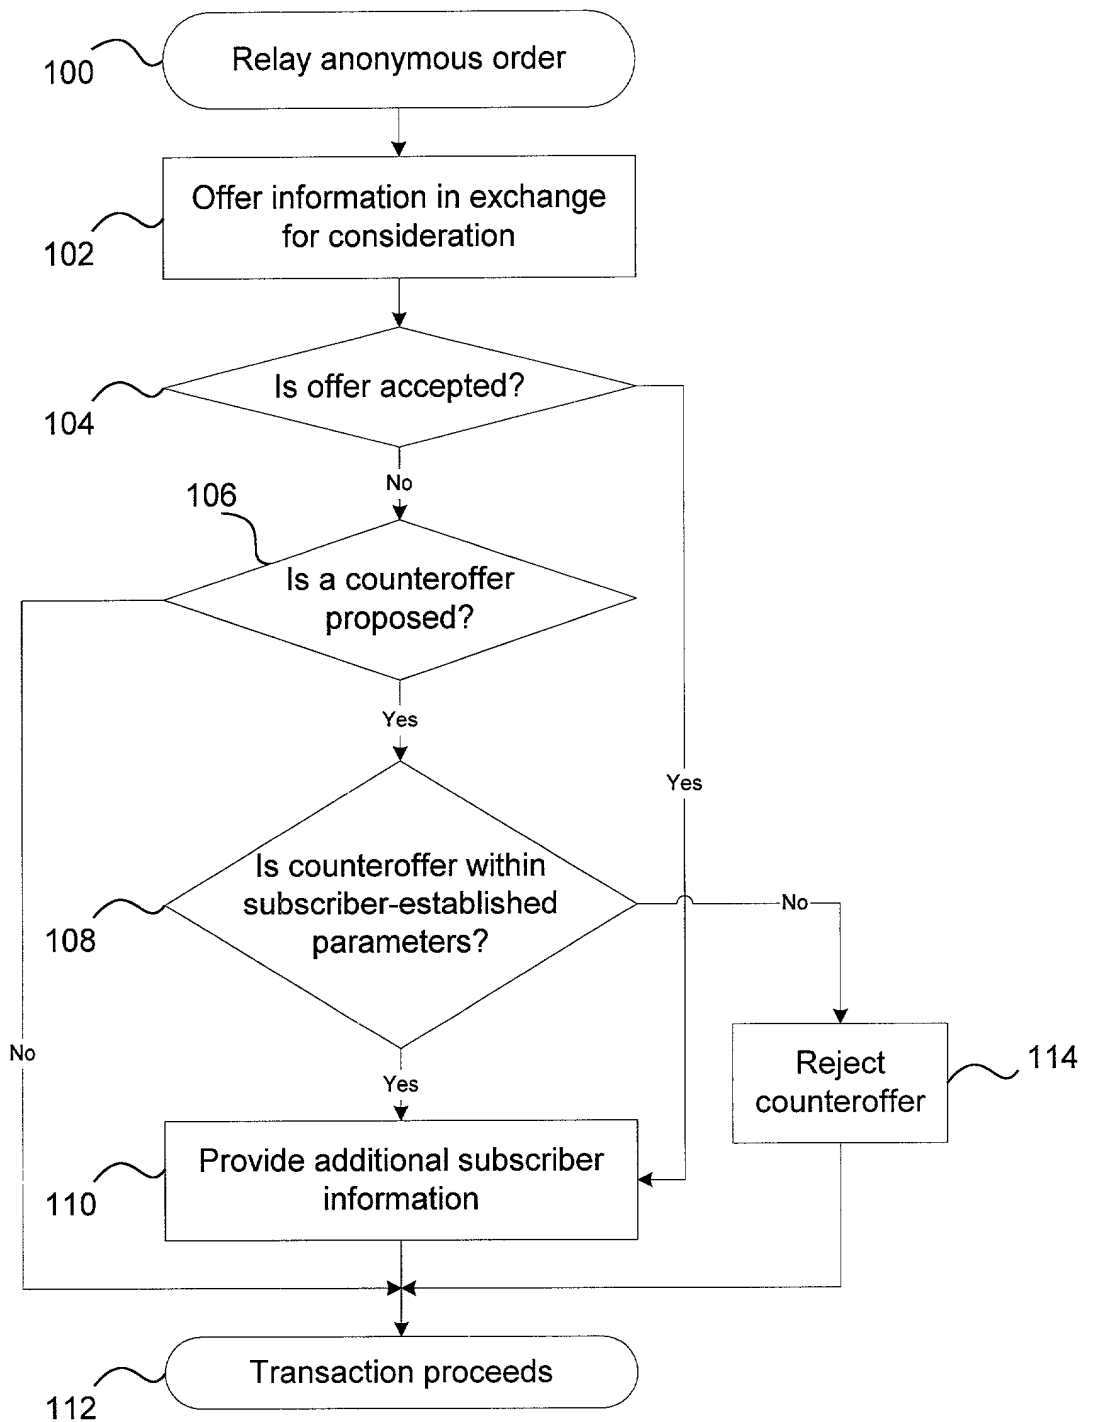 Relay anonymous order
100
Offer information in exchange
for consideration
102
Is offer accepted?
104
No
106
Is a counteroffer
proposed?
Yes
Yes
Is counteroffer within
subscriber-established
parameters?
No
108
No
Yes
Reject
counteroffer
114
Provide additional subscriber
information
110
Transaction proceeds
112